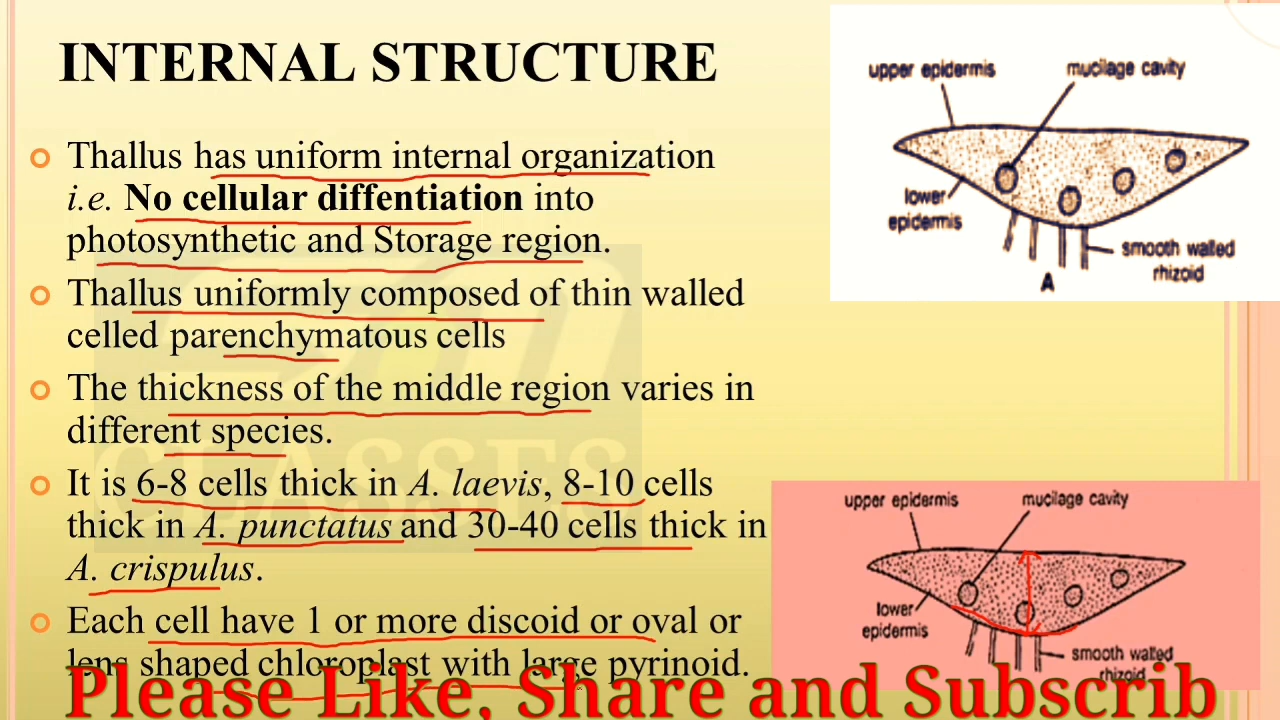 INTERNAL STRUCTURE
Thallus has uniform internal organization
i.e. No cellular diffentiation into
photosynthetic and Storage region.
Thallus uniformly composed of thin walled
celled parenchymatous cells
The thickness of the middle region varies in
different species.
It is 6-8 cells thick in A. laevis, 8-10 cells
thick in A. punctatus and 30-40 cells thick in
A. crispulus.
Each cell have 1 or more discoid or oval or
lens shaped chloroplast with large pyrinoid.
upper epidermis
mucilage cavity
lower
epidermis
smooth walled
rhizoid
A
upper epidermis
mucilage cavity
lower
epidermis
smooth walled
rhizoid
CLASSES
Please Like, Share and Subscrib